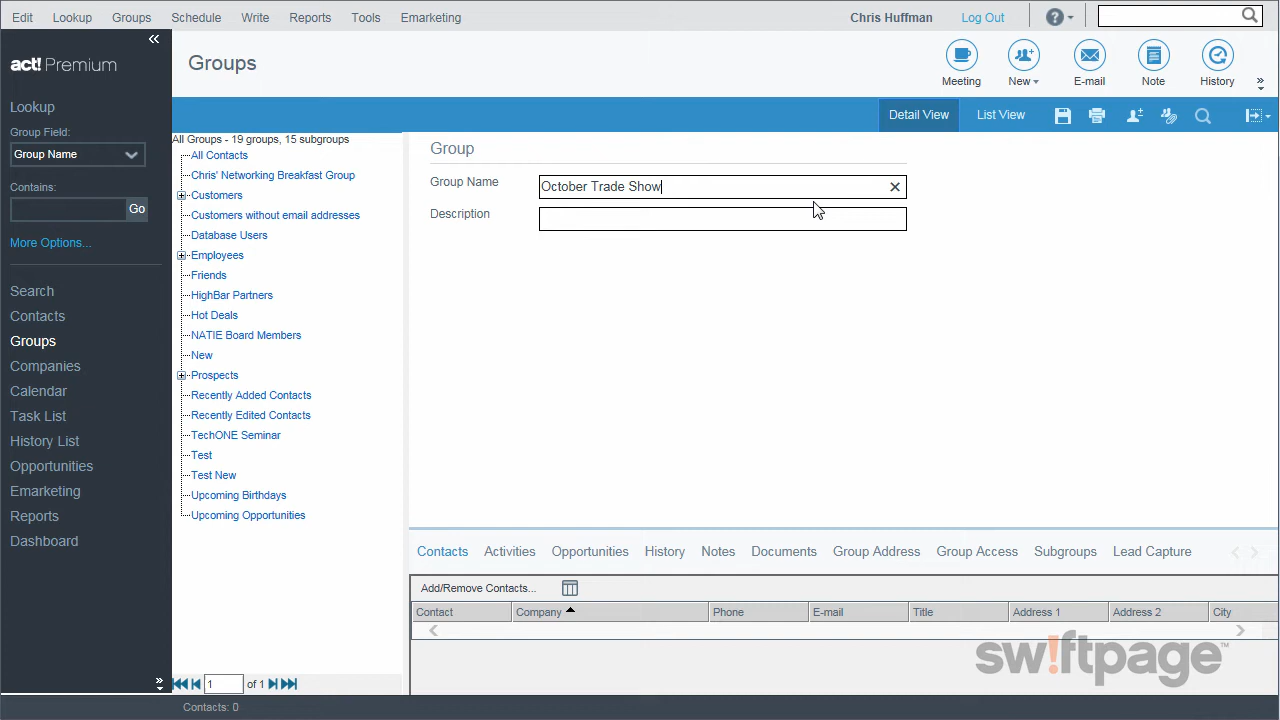 Edit Lookup Groups Schedule Write Reports Tools Emarketing Chris Huffman Log Out ?
act! Premium
Groups
Meeting New E-mail Note History
Detail View List View
Lookup
Group Field:
Group Name
Contains:
Go
More Options...
Search
Contacts
Groups
Companies
Calendar
Task List
History List
Opportunities
Emarketing
Reports
Dashboard
All Groups - 19 groups, 15 subgroups
All Contacts
Chris' Networking Breakfast Group
Customers
Customers without email addresses
Database Users
Employees
Friends
HighBar Partners
Hot Deals
NATIE Board Members
New
Prospects
Recently Added Contacts
Recently Edited Contacts
TechONE Seminar
Test
Test New
Upcoming Birthdays
Upcoming Opportunities
1 of 1
Group
Group Name October Trade Show
Description
Contacts Activities Opportunities History Notes Documents Group Address Group Access Subgroups Lead Capture
Add/Remove Contacts...
Contact Company Phone E-mail Title Address 1 Address 2 City
sw!ftpage™
Contacts: 0